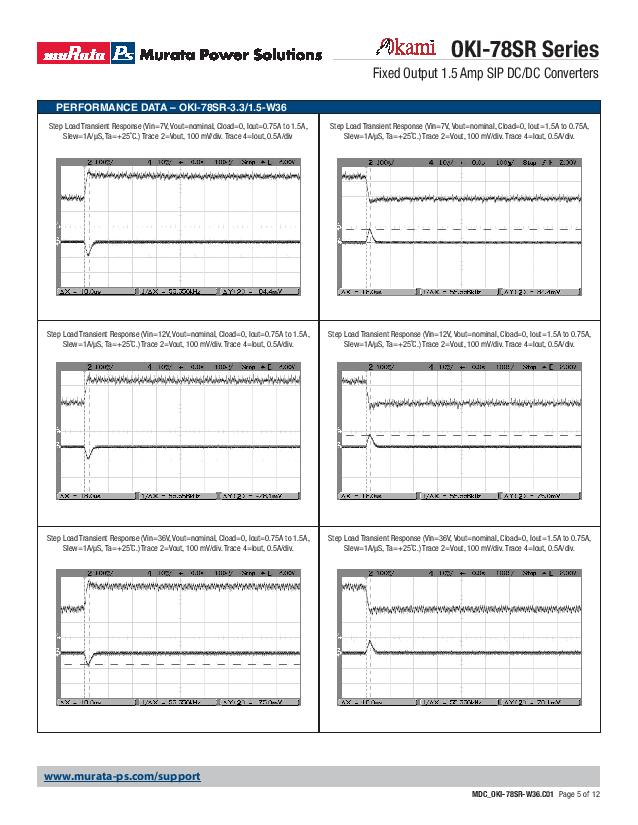 muRata Ps Murata Power Solutions
Okami OKI-78SR Series
Fixed Output 1.5 Amp SIP DC/DC Converters
PERFORMANCE DATA – OKI-78SR-3.3/1.5-W36
Step Load Transient Response (Vin=7V, Vout=nominal, Cload=0, Iout=0.75A to 1.5A,
Slew=1A/µS, Ta=+25˚C.) Trace 2=Vout, 100 mV/div. Trace 4=Iout, 0.5A/div
Step Load Transient Response (Vin=7V, Vout=nominal, Cload=0, Iout =1.5A to 0.75A,
Slew=1A/µS, Ta=+25˚C.) Trace 2=Vout, 100 mV/div. Trace 4=Iout, 0.5A/div.
Step Load Transient Response (Vin=12V, Vout=nominal, Cload=0, Iout=0.75A to 1.5A,
Slew=1A/µS, Ta=+25˚C.) Trace 2=Vout, 100 mV/div. Trace 4=Iout, 0.5A/div.
Step Load Transient Response (Vin=12V, Vout=nominal, Cload=0, Iout =1.5A to 0.75A,
Slew=1A/µS, Ta=+25˚C.) Trace 2=Vout, 100 mV/div. Trace 4=Iout, 0.5A/div.
Step Load Transient Response (Vin=36V, Vout=nominal, Cload=0, Iout=0.75A to 1.5A,
Slew=1A/µS, Ta=+25˚C.) Trace 2=Vout, 100 mV/div. Trace 4=Iout, 0.5A/div.
Step Load Transient Response (Vin=36V, Vout=nominal, Cload=0, Iout=1.5A to 0.75A,
Slew=1A/µS, Ta=+25˚C.) Trace 2=Vout, 100 mV/div. Trace 4=Iout, 0.5A/div.
www.murata-ps.com/support
MDC_OKI-78SR-W36.C01 Page 5 of 12